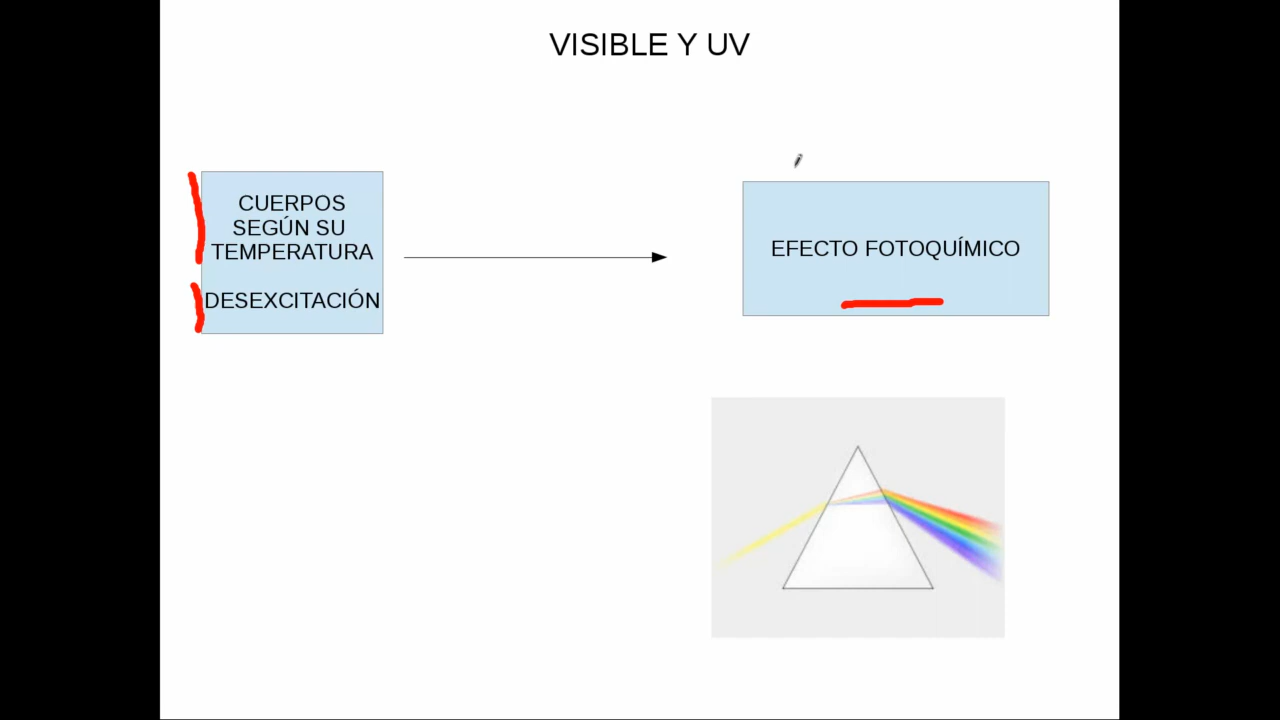 VISIBLE Y UV
CUERPOS
SEGÚN SU
TEMPERATURA
DESEXCITACIÓN
EFECTO FOTOQUÍMICO